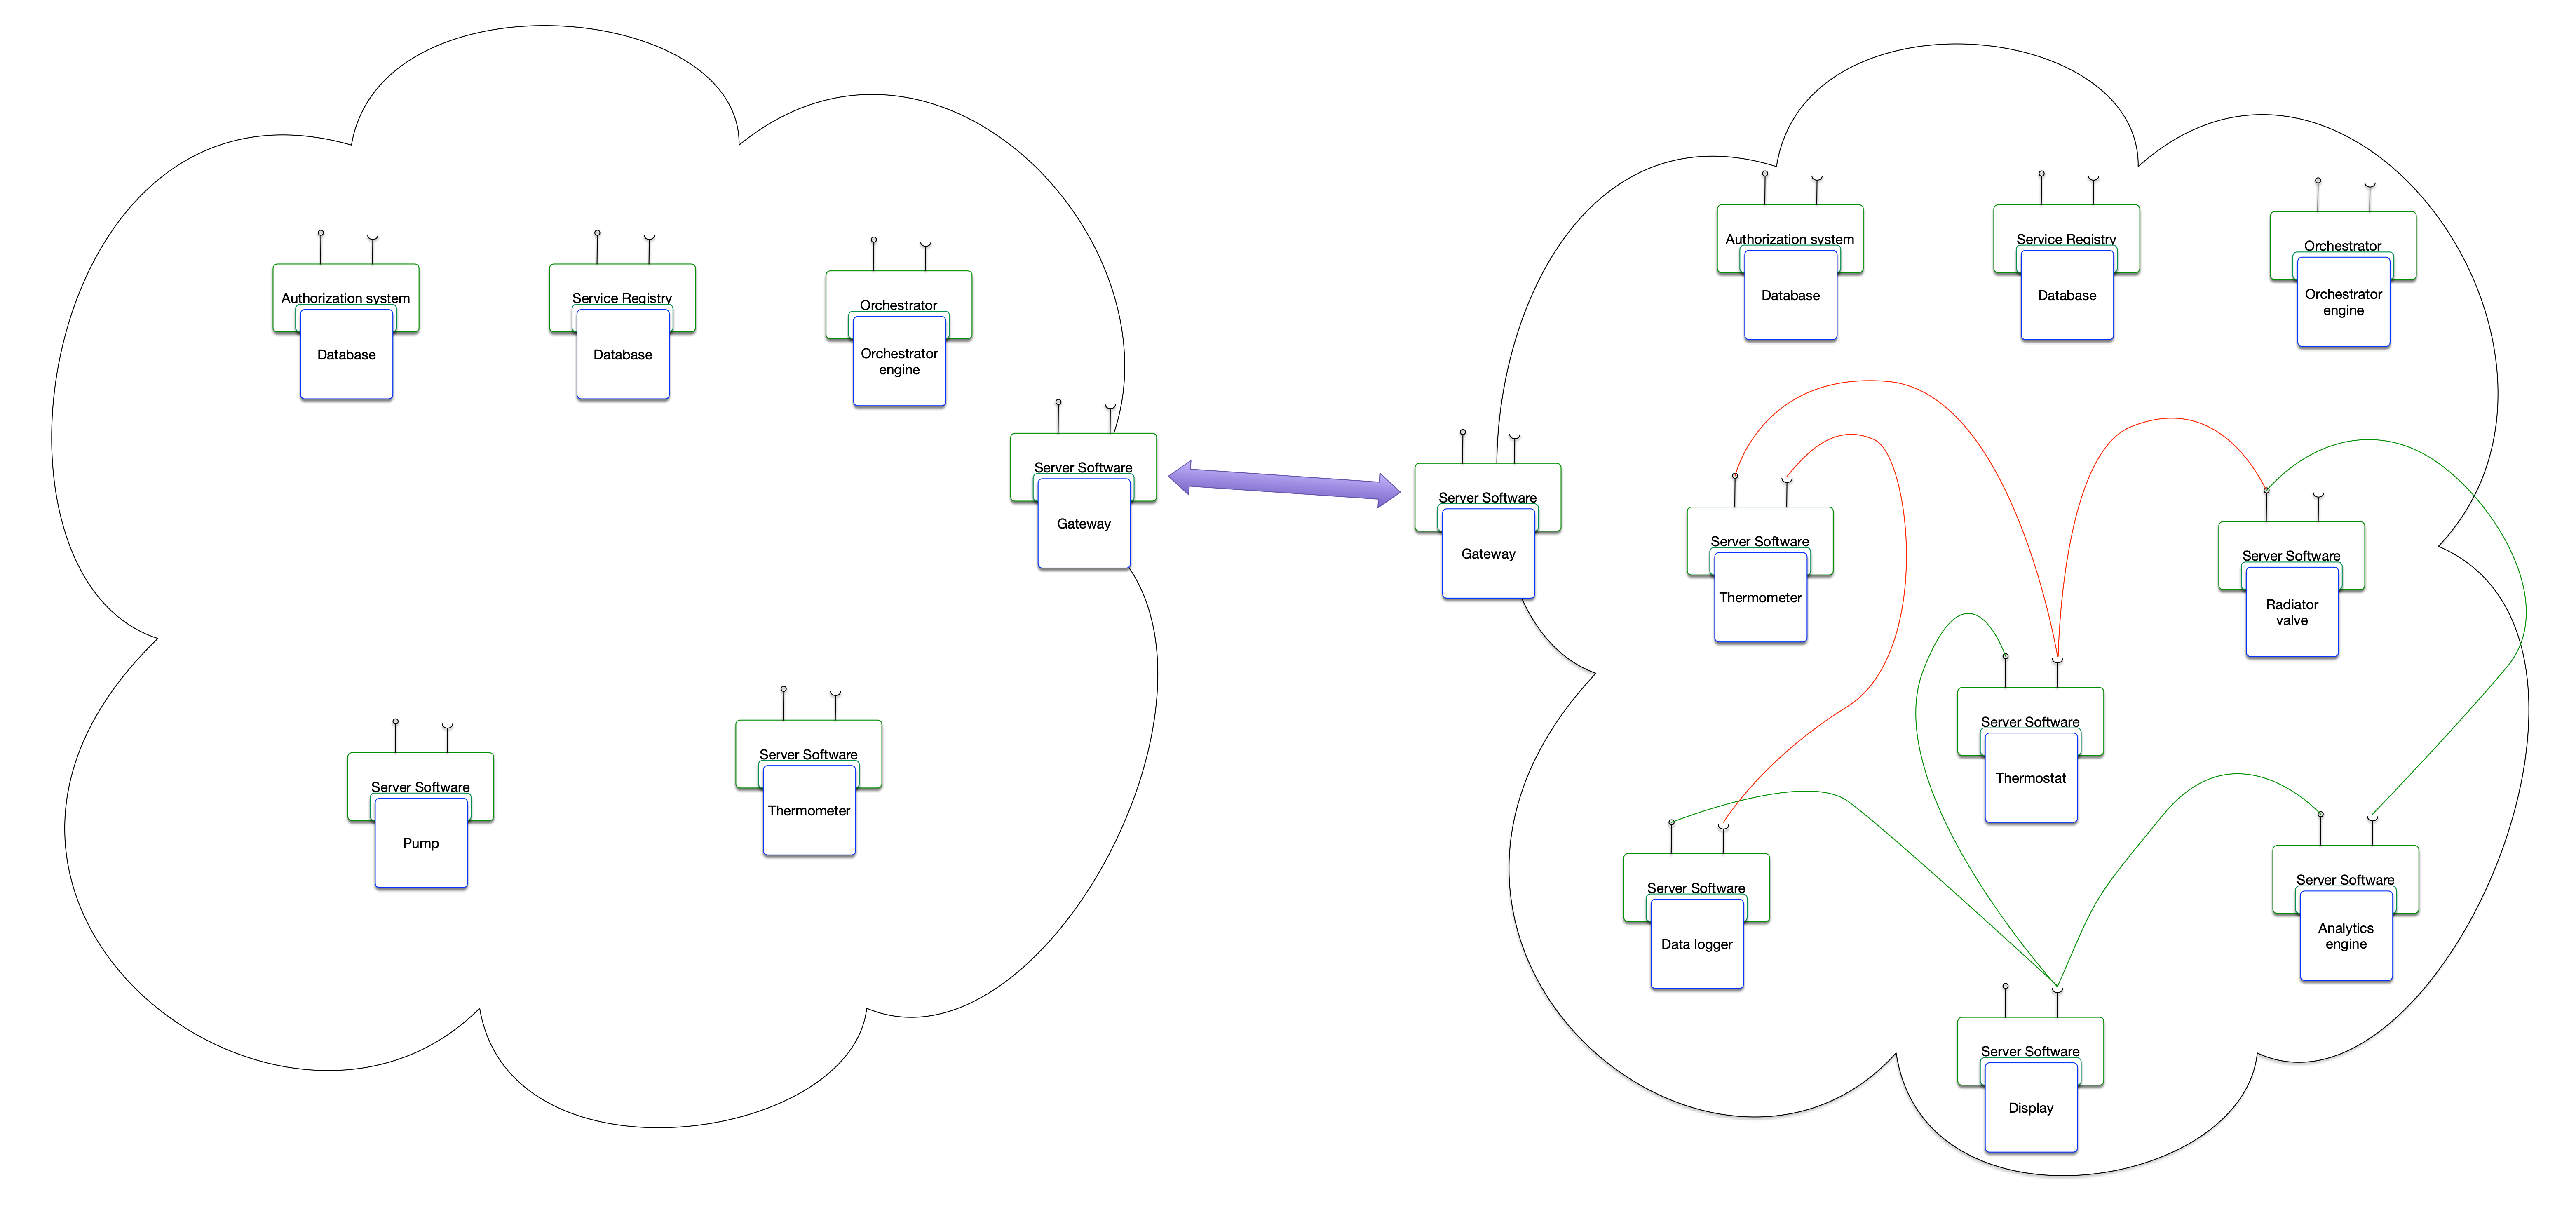 Authorization system
Database
Service Registry
Database
Orchestrator
Orchestrator
engine
Server Software
Gateway
Server Software
Pump
Server Software
Thermometer
Authorization system
Database
Service Registry
Database
Orchestrator
Orchestrator
engine
Server Software
Gateway
Server Software
Thermometer
Server Software
Radiator
valve
Server Software
Thermostat
Server Software
Data logger
Server Software
Analytics
engine
Server Software
Display